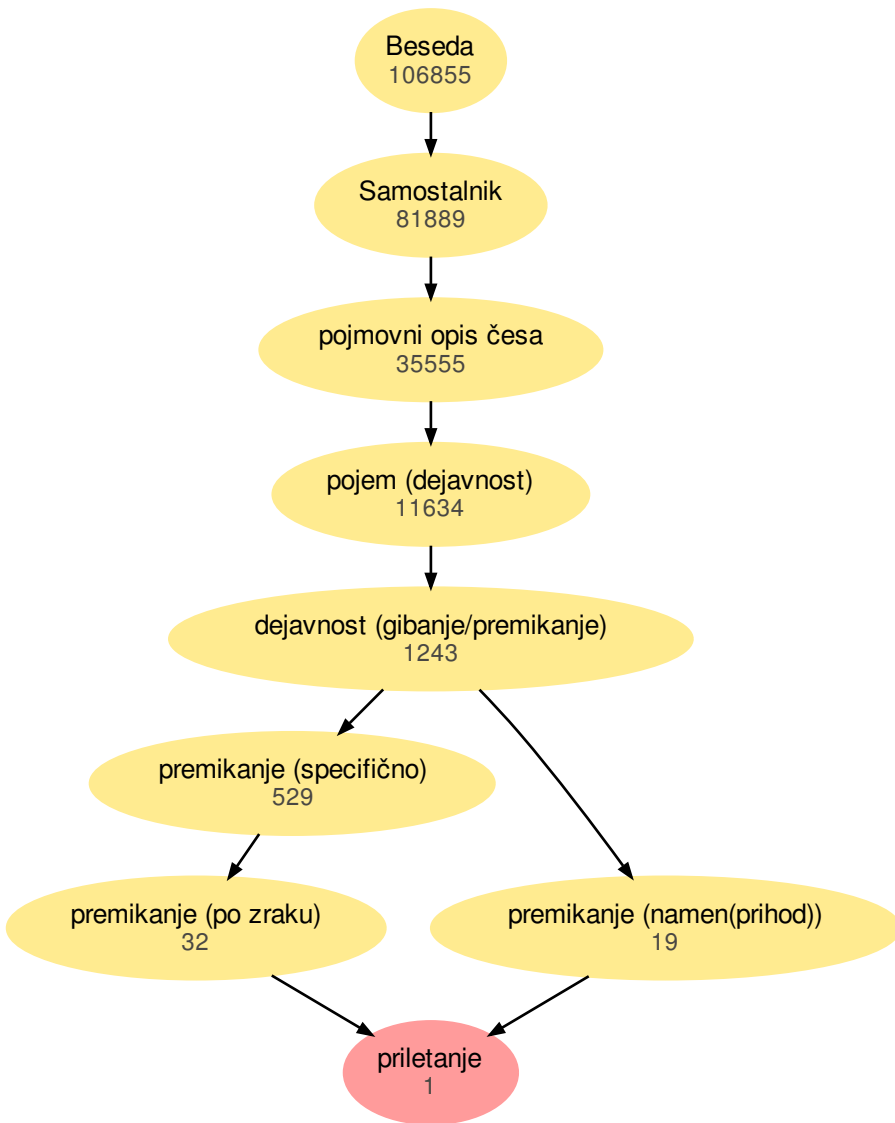 Beseda
106855
Samostalnik
81889
pojmovni opis česa
35555
pojem (dejavnost)
11634
dejavnost (gibanje/premikanje)
1243
premikanje (specifično)
529
premikanje (po zraku)
32
premikanje (namen(prihod))
19
priletanje
1